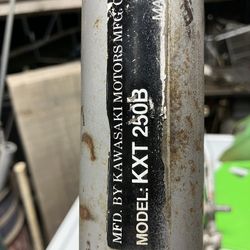 MFD. BY KAWASAKI MOTORS MFG.
MODEL: KXT 250B